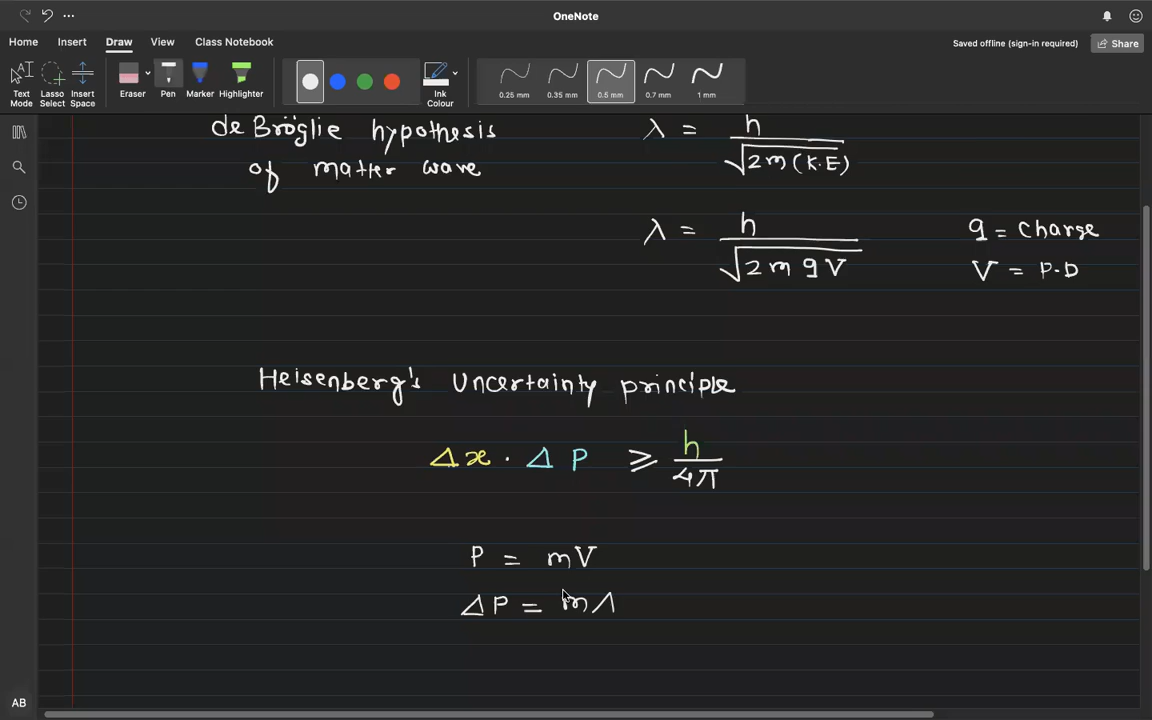 OneNote
Home Insert Draw View Class Notebook
Saved offline (sign-in required) Share
Text Mode Lasso Select Insert Space Eraser Pen Marker Highlighter Ink Colour 0.25 mm 0.35 mm 0.5 mm 0.7 mm 1 mm
de Bröglie hypothesis
of matter wave
λ = h / √2m(K.E)
λ = h / √2mqV
q = Charge
V = P.D
Heisenberg's Uncertainty principle
Δx · ΔP ≥ h / 4π
P = mV
ΔP = m
AB